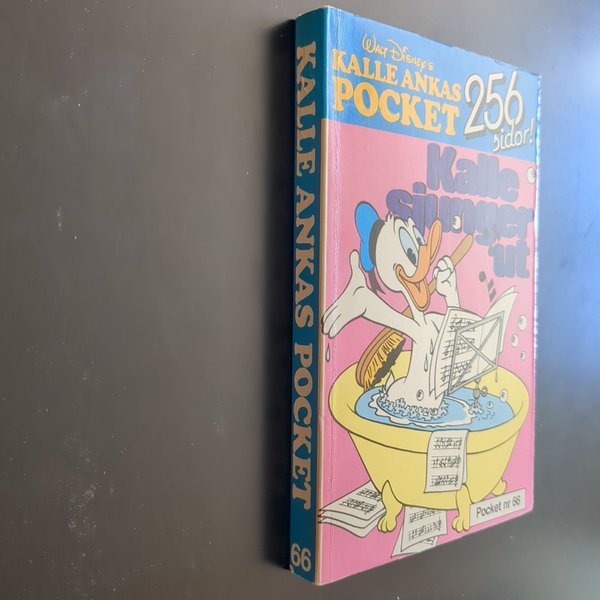 KALLE ANKAS POCKET
66
WALT DISNEY'S
KALLE ANKAS
POCKET
256
sidor!
Kalle
sjunger
ut
Pocket nr 66